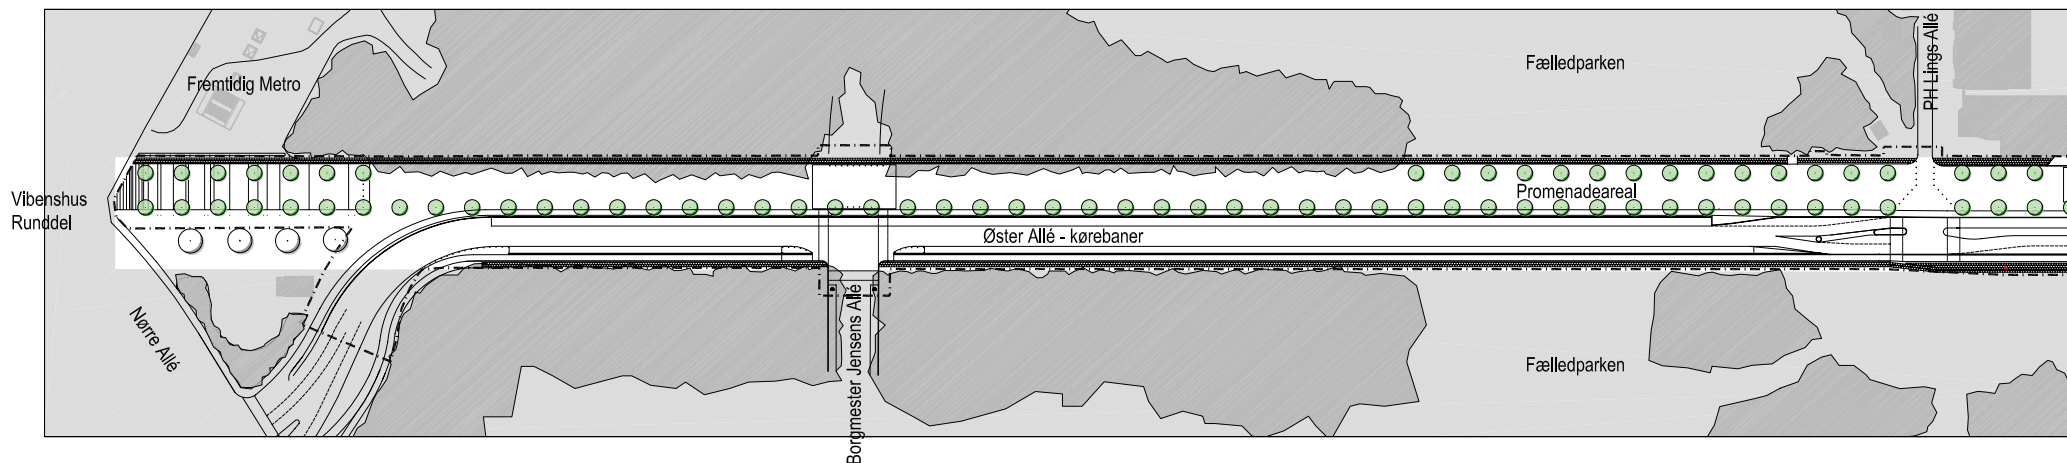 Fremtidig Metro
Fælledparken
PH Lings Allé
Vibenshus
Runddel
Promenadeareal
Øster Allé - kørebaner
Nørre Allé
Borgmester Jensens Allé
Fælledparken